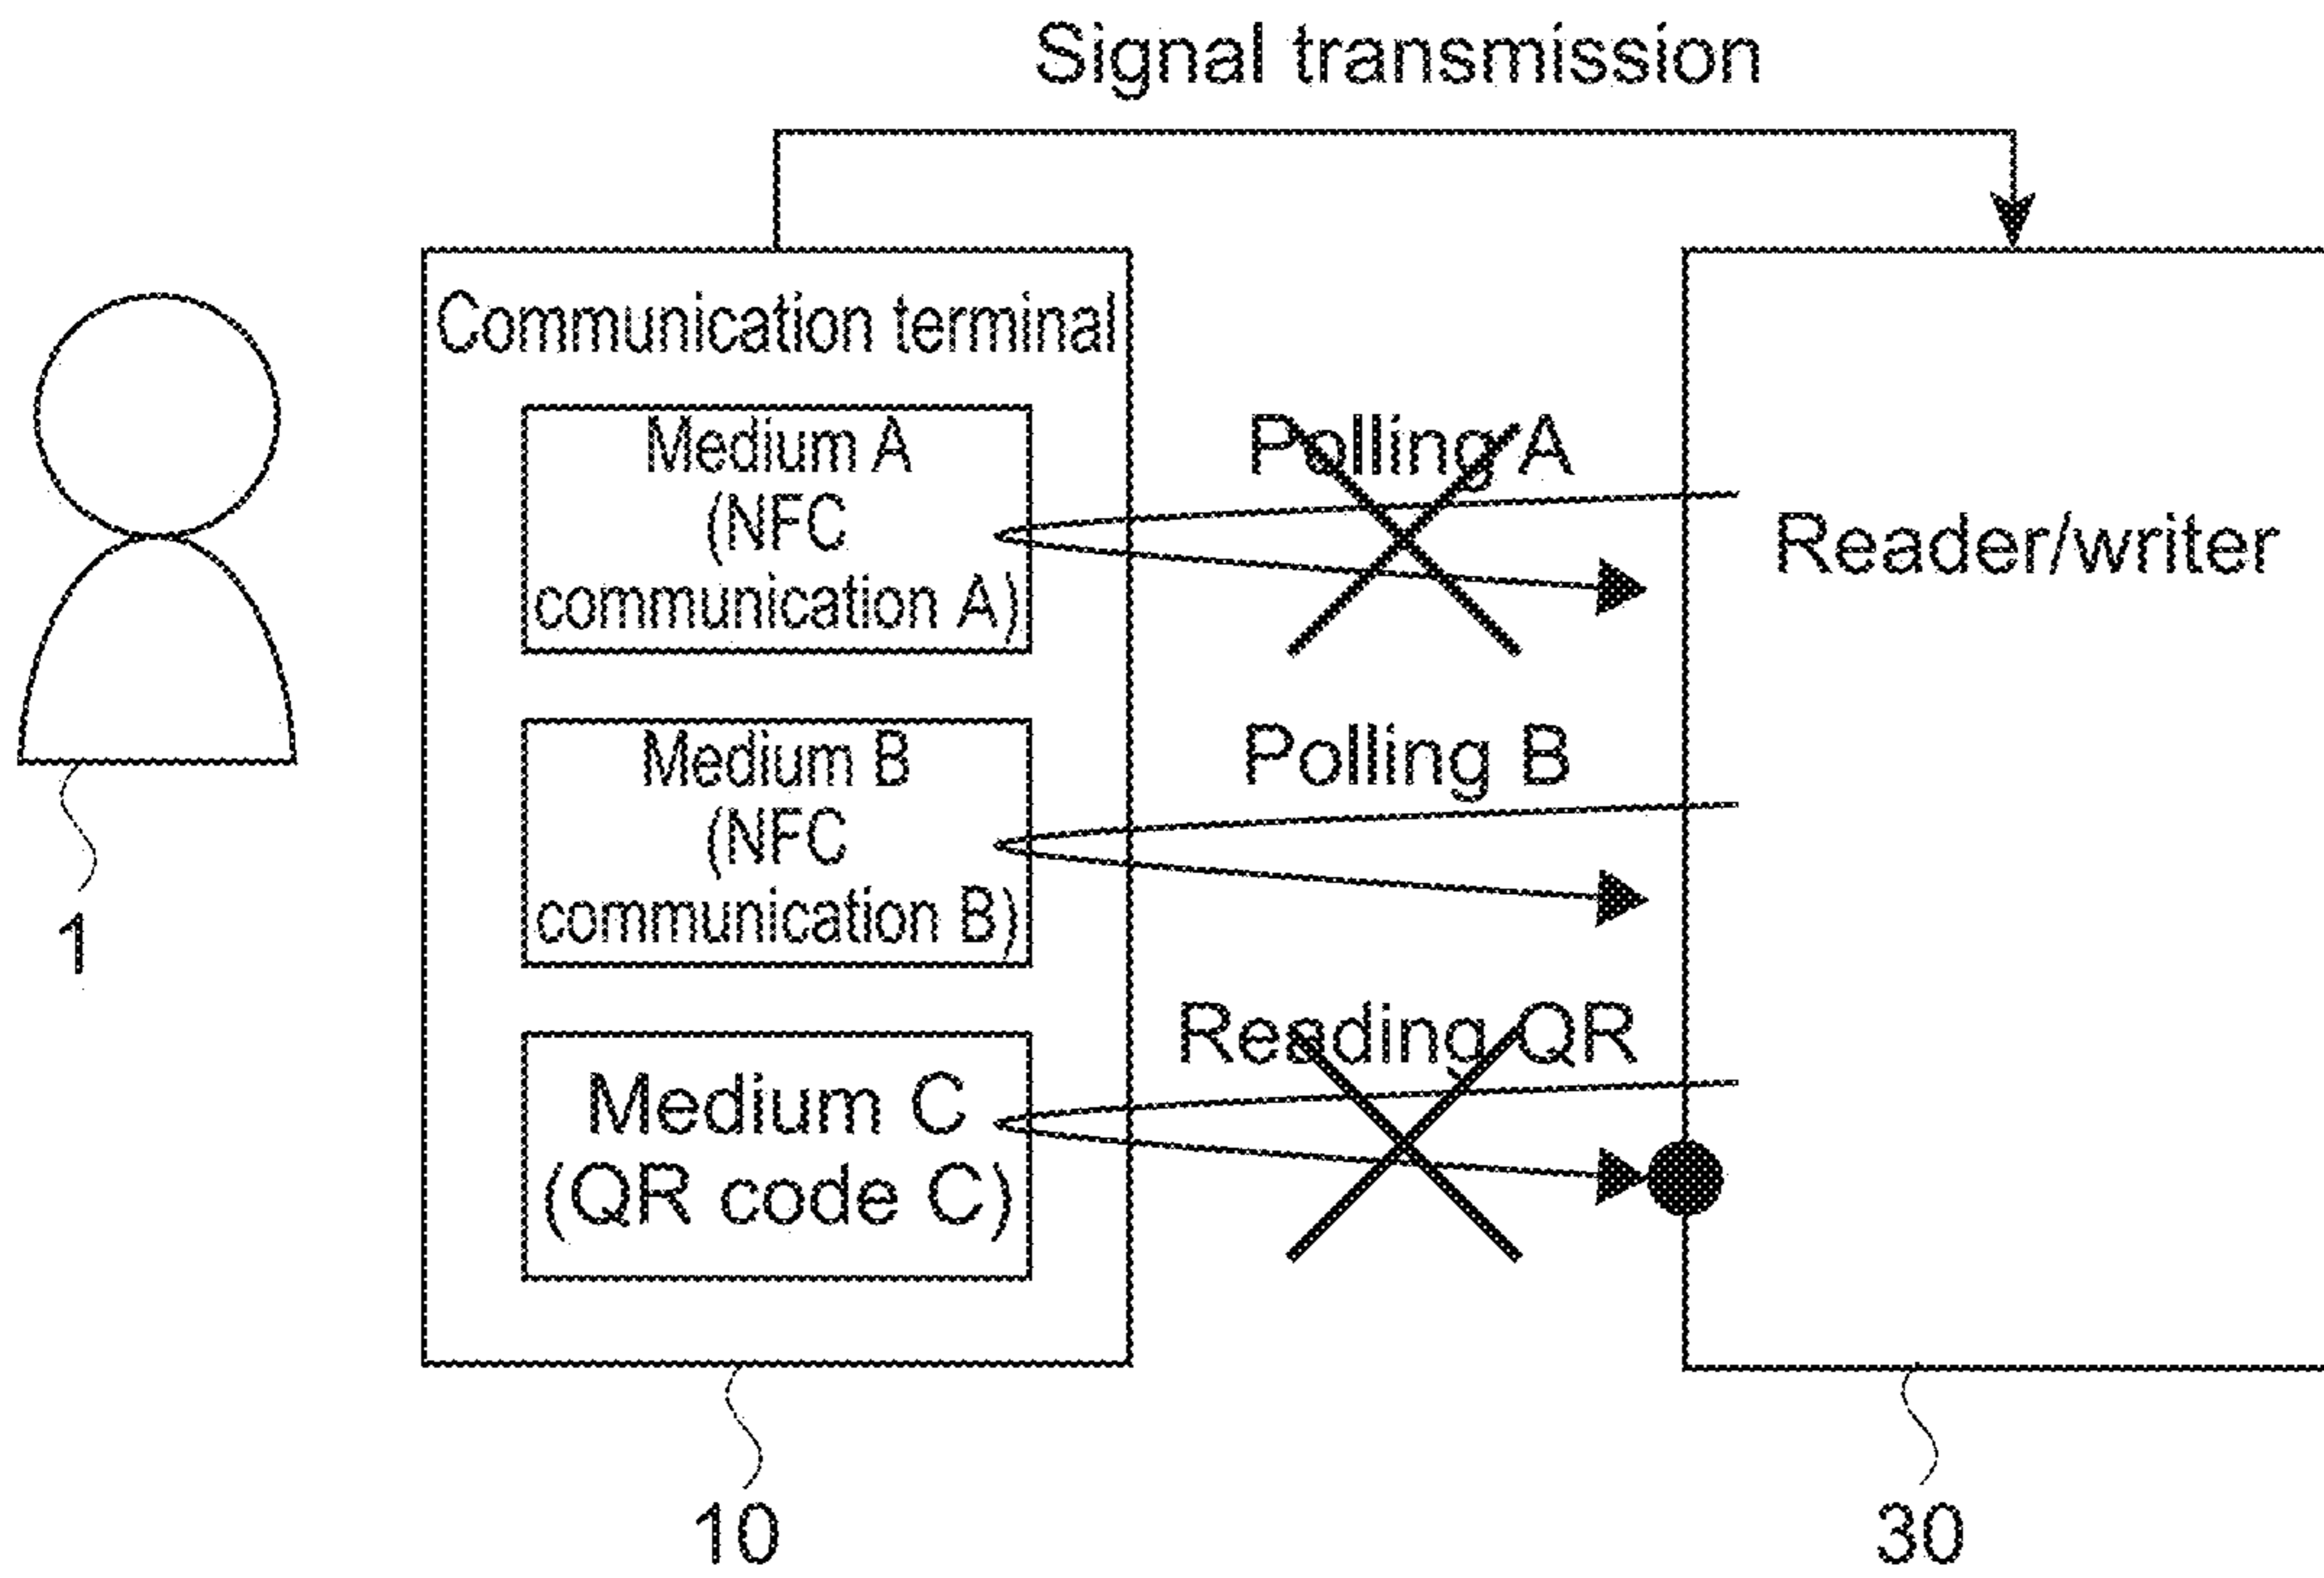 Signal transmission
Communication terminal
Medium A
(NFC
communication A)
Polling A
Reader/writer
Medium B
(NFC
communication B)
Polling B
Medium C
(QR code C)
Reading QR
1
10
30